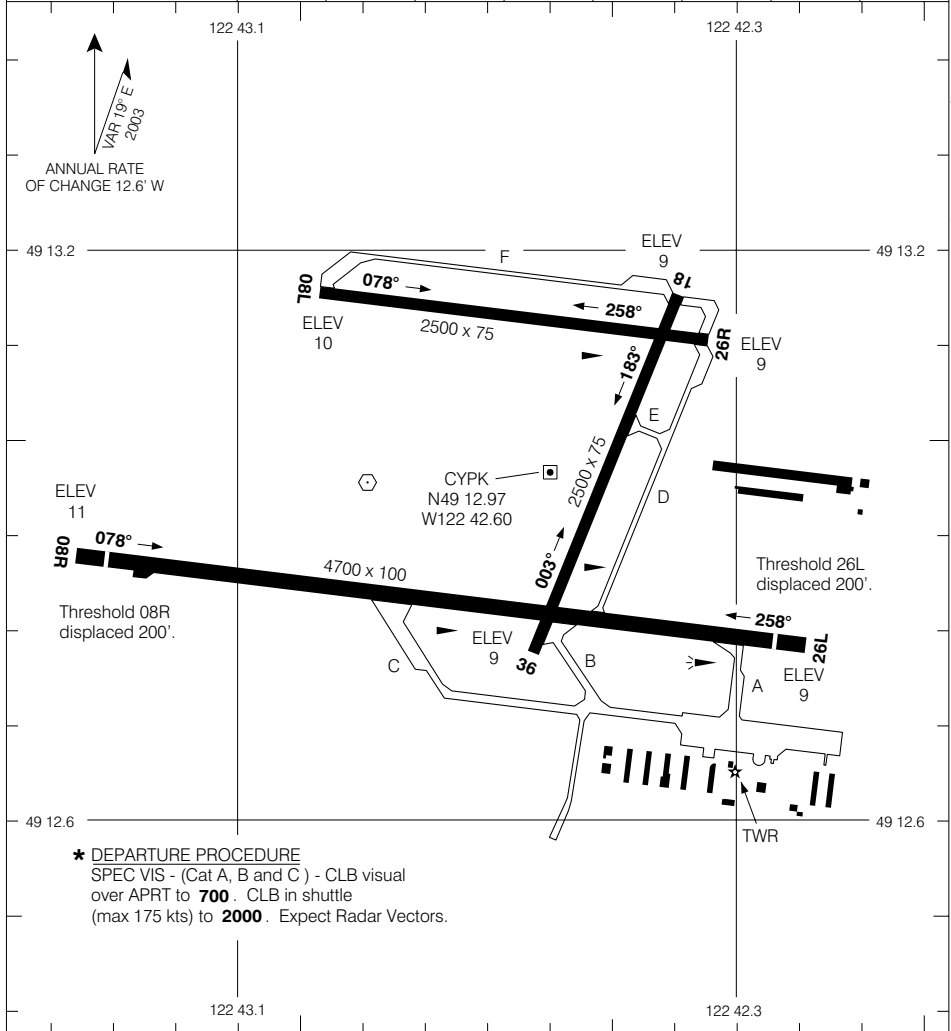 122 43.1
122 42.3
VAR 19° E
2003
ANNUAL RATE
OF CHANGE 12.6' W
49 13.2
49 13.2
F
ELEV
9
18
08L
078°
258°
ELEV
10
2500 x 75
26R
ELEV
9
183°
E
2500 x 75
CYPK
N49 12.97
W122 42.60
D
ELEV
11
08R
078°
4700 x 100
003°
Threshold 26L
displaced 200'.
Threshold 08R
displaced 200'.
258°
26L
ELEV
9
36
C
B
A
ELEV
9
49 12.6
49 12.6
TWR
* DEPARTURE PROCEDURE
SPEC VIS - (Cat A, B and C ) - CLB visual
over APRT to 700 . CLB in shuttle
(max 175 kts) to 2000 . Expect Radar Vectors.
122 43.1
122 42.3